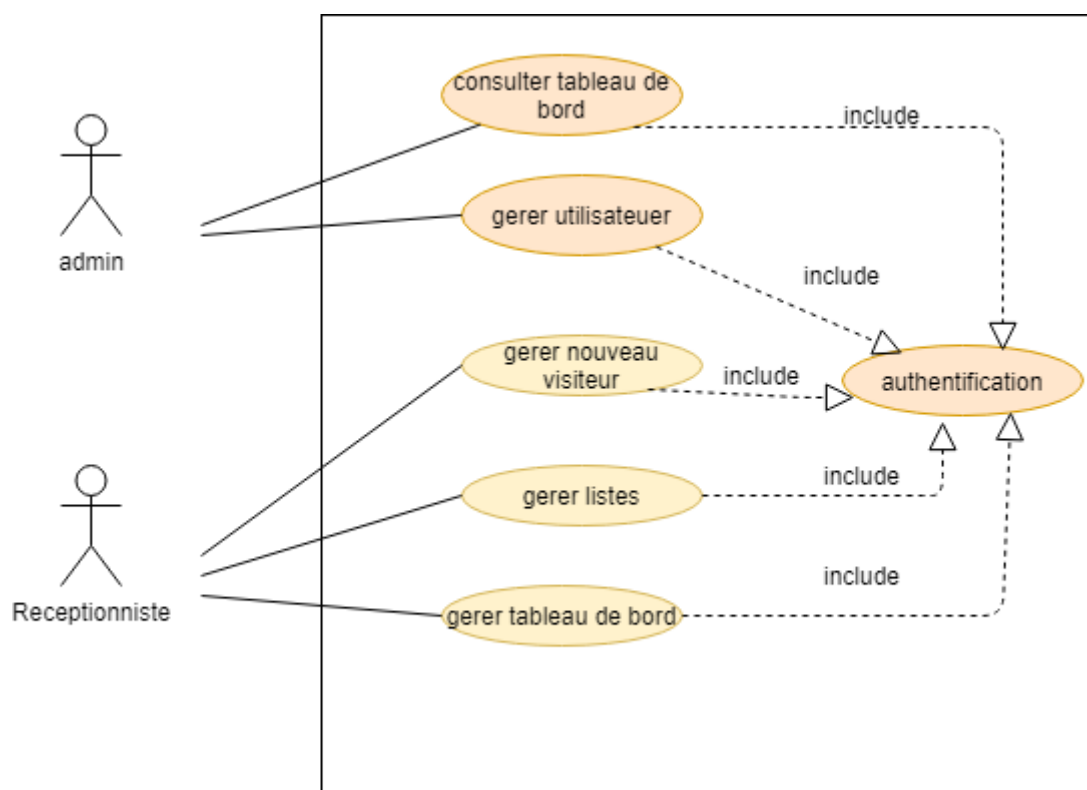 consulter tableau de
bord
include
gerer utilisateuer
admin
include
gerer nouveau
visiteur
include
authentification
gerer listes
include
Receptionniste
include
gerer tableau de bord